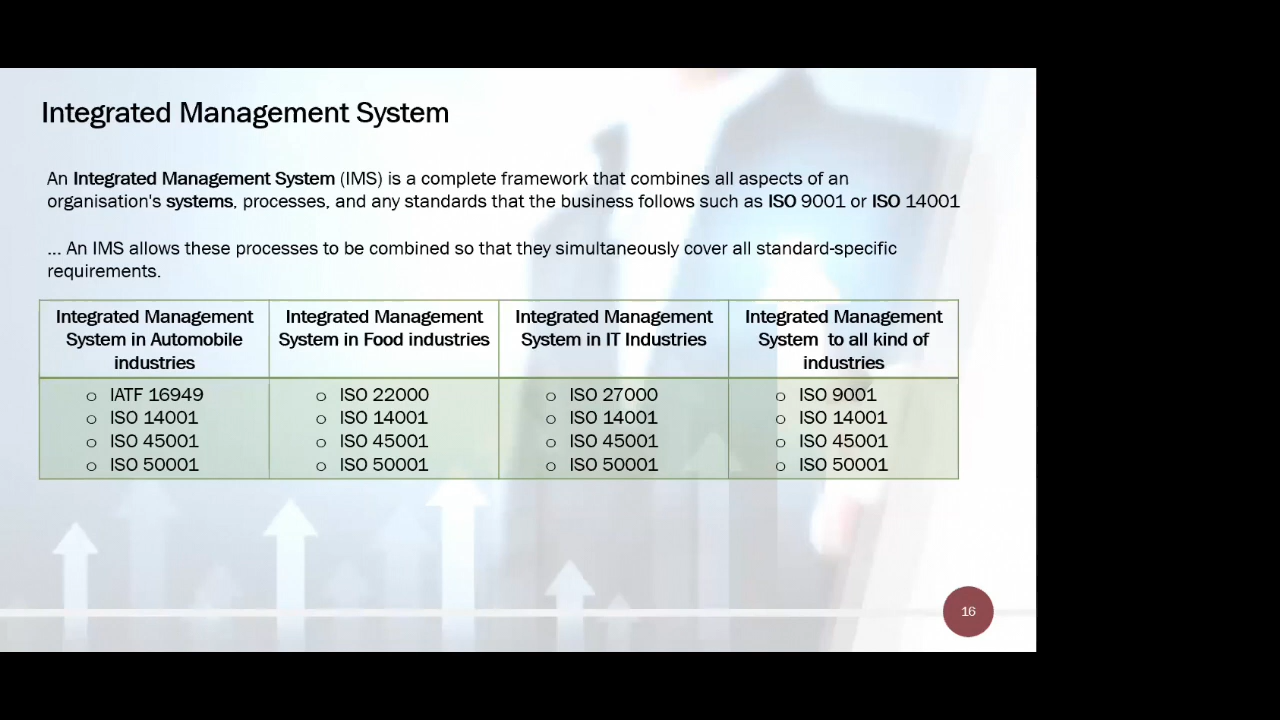 Integrated Management System
An Integrated Management System (IMS) is a complete framework that combines all aspects of an
organisation's systems, processes, and any standards that the business follows such as ISO 9001 or ISO 14001
... An IMS allows these processes to be combined so that they simultaneously cover all standard-specific
requirements.
Integrated Management
System in Automobile
industries
Integrated Management
System in Food industries
Integrated Management
System in IT Industries
Integrated Management
System to all kind of
industries
o IATF 16949
o ISO 14001
o ISO 45001
o ISO 50001
o ISO 22000
o ISO 14001
o ISO 45001
o ISO 50001
o ISO 27000
o ISO 14001
o ISO 45001
o ISO 50001
o ISO 9001
o ISO 14001
o ISO 45001
o ISO 50001
16